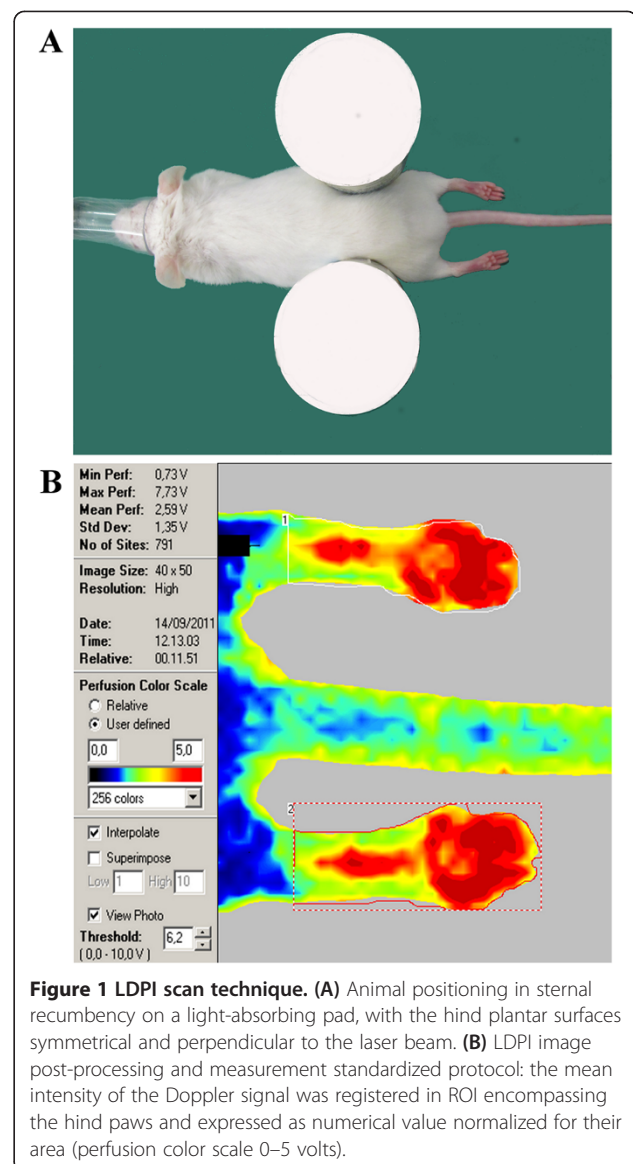 A
B
Min Perf: 0,73 V
Max Perf: 7,73 V
Mean Perf: 2,59 V
Std Dev: 1,35 V
No of Sites: 791
Image Size: 40 x 50
Resolution: High
Date: 14/09/2011
Time: 12.13.03
Relative: 00.11.51
Perfusion Color Scale
Relative
User defined
0,0 5,0
256 colors
Interpolate
Superimpose
Low 1 High 10
View Photo
Threshold: 6,2
(0,0 - 10,0 V)
1
2
Figure 1 LDPI scan technique. (A) Animal positioning in sternal
recumbency on a light-absorbing pad, with the hind plantar surfaces
symmetrical and perpendicular to the laser beam. (B) LDPI image
post-processing and measurement standardized protocol: the mean
intensity of the Doppler signal was registered in ROI encompassing
the hind paws and expressed as numerical value normalized for their
area (perfusion color scale 0–5 volts).